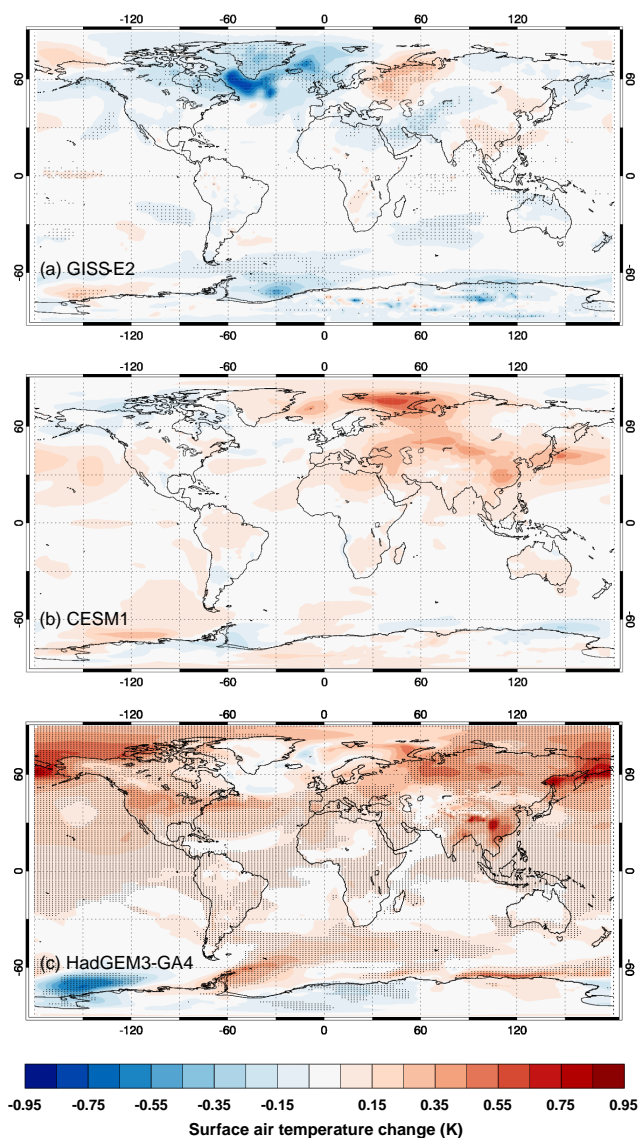 -120 -60 0 60 120
60 60
0 0
-60 -60
(a) GISS-E2
-120 -60 0 60 120
-120 -60 0 60 120
60 60
0 0
-60 -60
(b) CESM1
-120 -60 0 60 120
-120 -60 0 60 120
60 60
0 0
-60 -60
(c) HadGEM3-GA4
-120 -60 0 60 120
-0.95 -0.75 -0.55 -0.35 -0.15 0.15 0.35 0.55 0.75 0.95
Surface air temperature change (K)